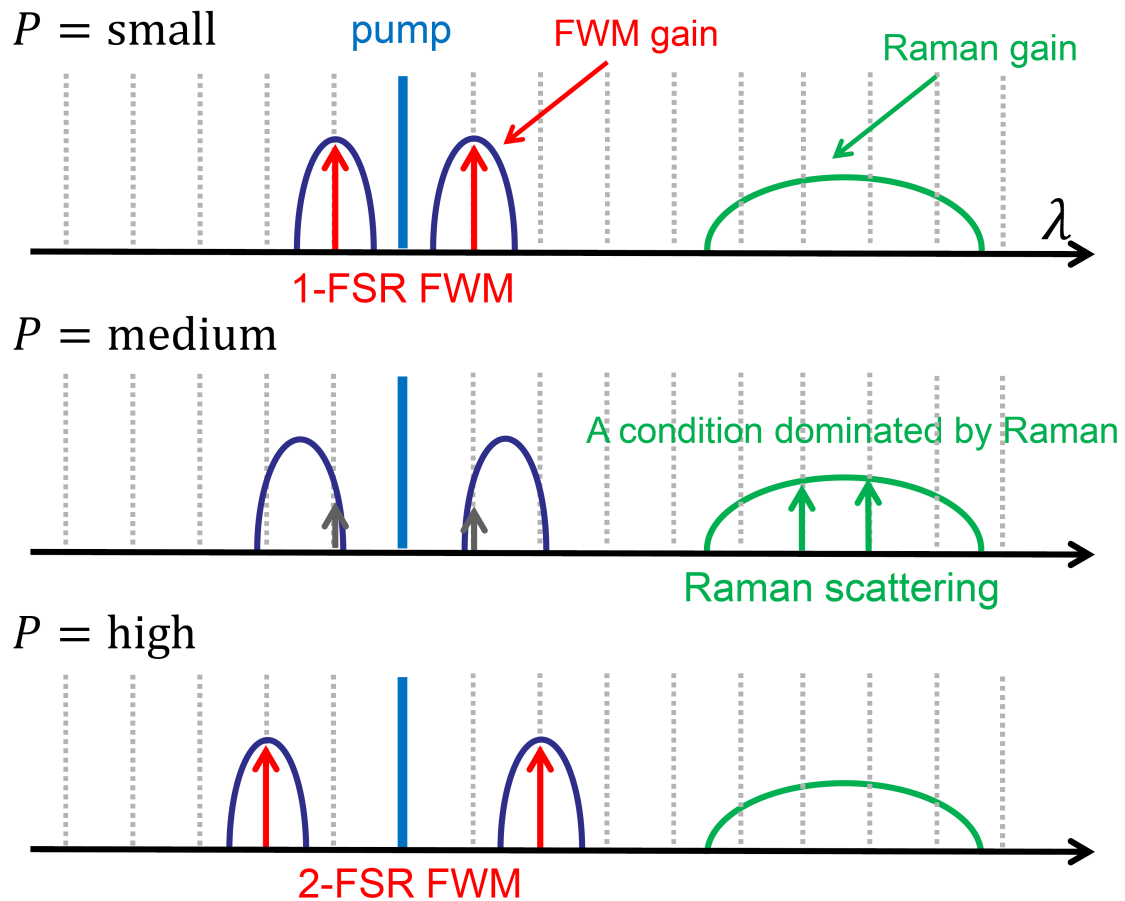 P = small
pump
FWM gain
Raman gain
λ
1-FSR FWM
P = medium
A condition dominated by Raman
Raman scattering
P = high
2-FSR FWM